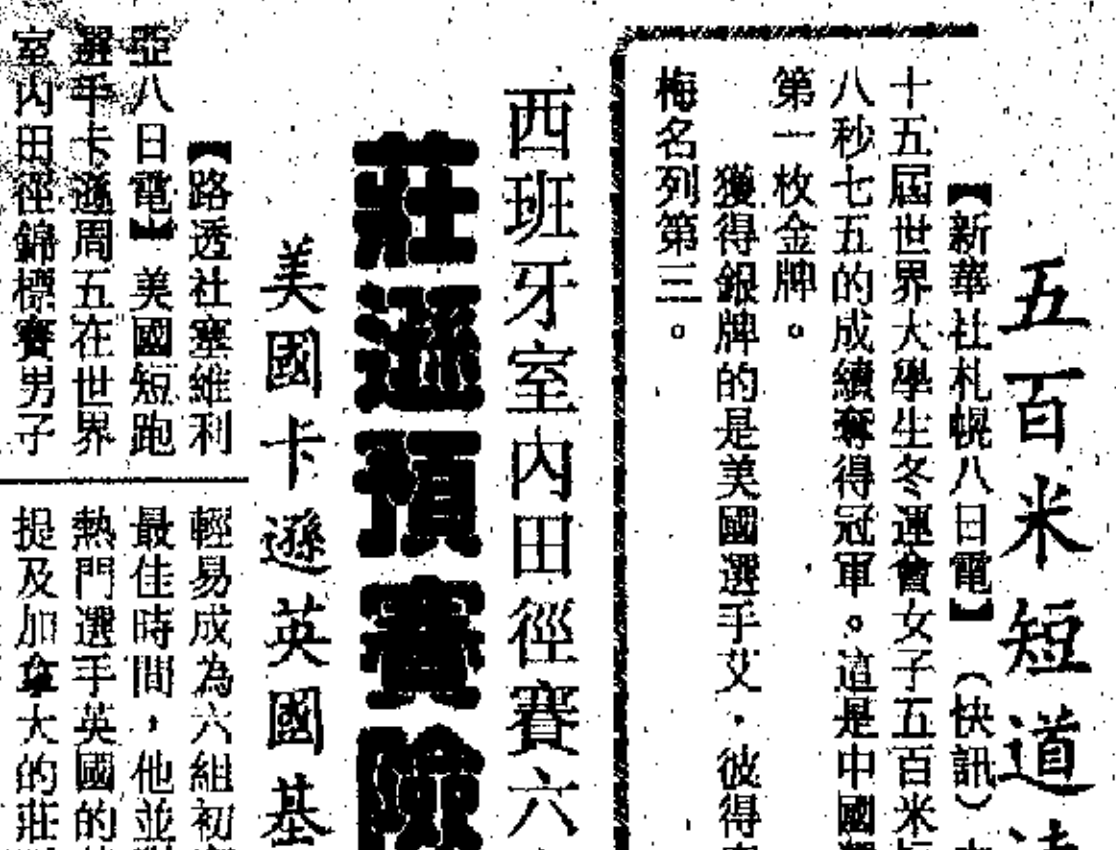 五百米短道
【新華社札幌八日電】（快訊）
十五屆世界大學生冬運會女子五百米短
八秒七五的成績奪得冠軍。這是中國選
第一枚金牌。
獲得銀牌的是美國選手艾·彼得
梅名列第三。
西班牙室內田徑賽六
莊遜預賽險
美國卡遜英國基
【路透社塞維利
亞八日電】美國短跑
選手卡遜周五在世界
室內田徑錦標賽男子
輕易成為六組初
最佳時間，他並
熱門選手英國的
提及加拿大的莊